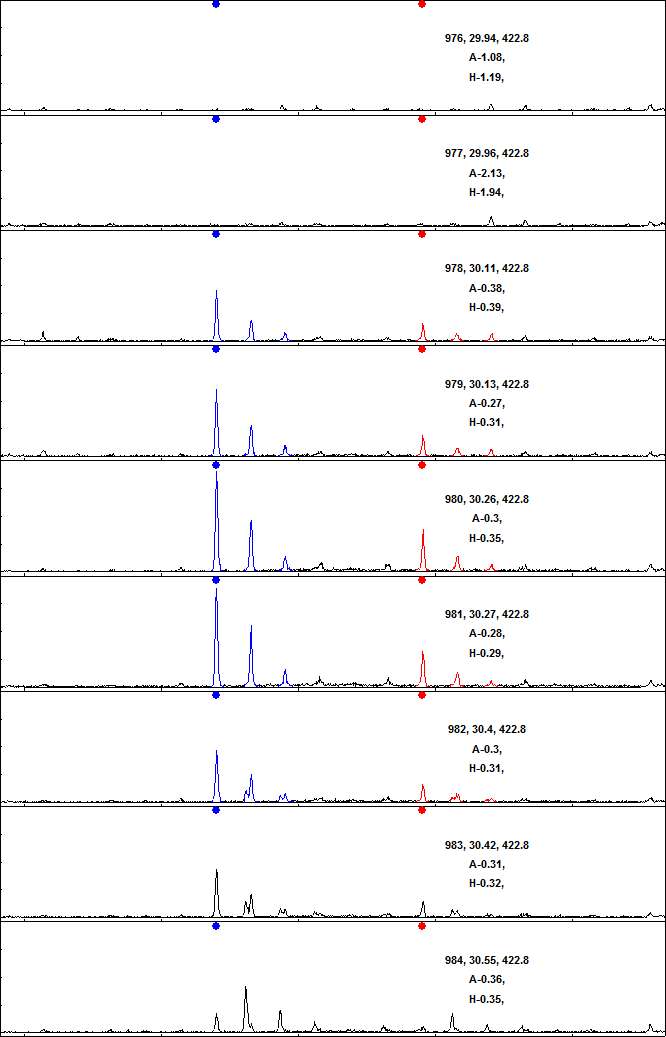 976, 29.94, 422.8
A-1.08,
H-1.19,
977, 29.96, 422.8
A-2.13,
H-1.94,
978, 30.11, 422.8
A-0.38,
H-0.39,
979, 30.13, 422.8
A-0.27,
H-0.31,
980, 30.26, 422.8
A-0.3,
H-0.35,
981, 30.27, 422.8
A-0.28,
H-0.29,
982, 30.4, 422.8
A-0.3,
H-0.31,
983, 30.42, 422.8
A-0.31,
H-0.32,
984, 30.55, 422.8
A-0.36,
H-0.35,